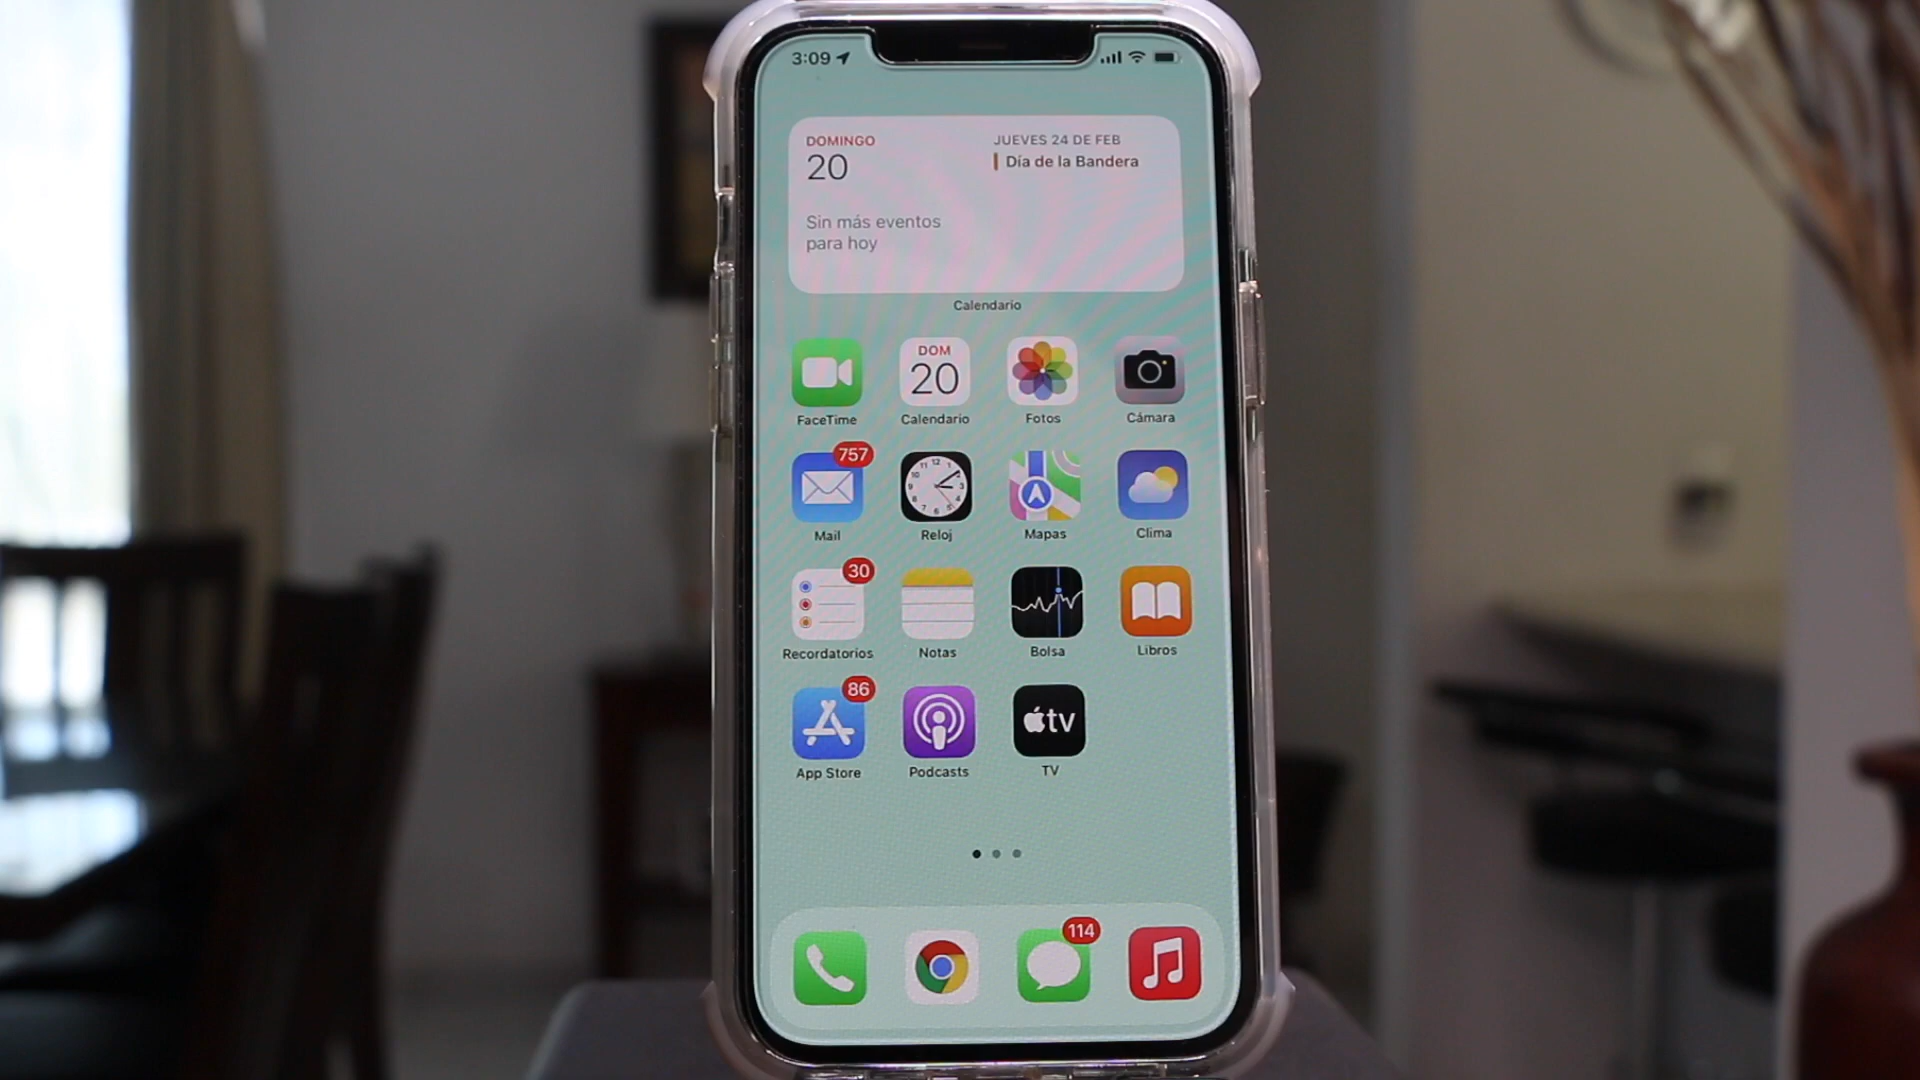 3:09
DOMINGO
20
Sin más eventos
para hoy
JUEVES 24 DE FEB
Día de la Bandera
Calendario
DOM
20
FaceTime
Calendario
Fotos
Cámara
757
Mail
Reloj
Mapas
Clima
30
Recordatorios
Notas
Bolsa
Libros
86
tv
App Store
Podcasts
TV
114